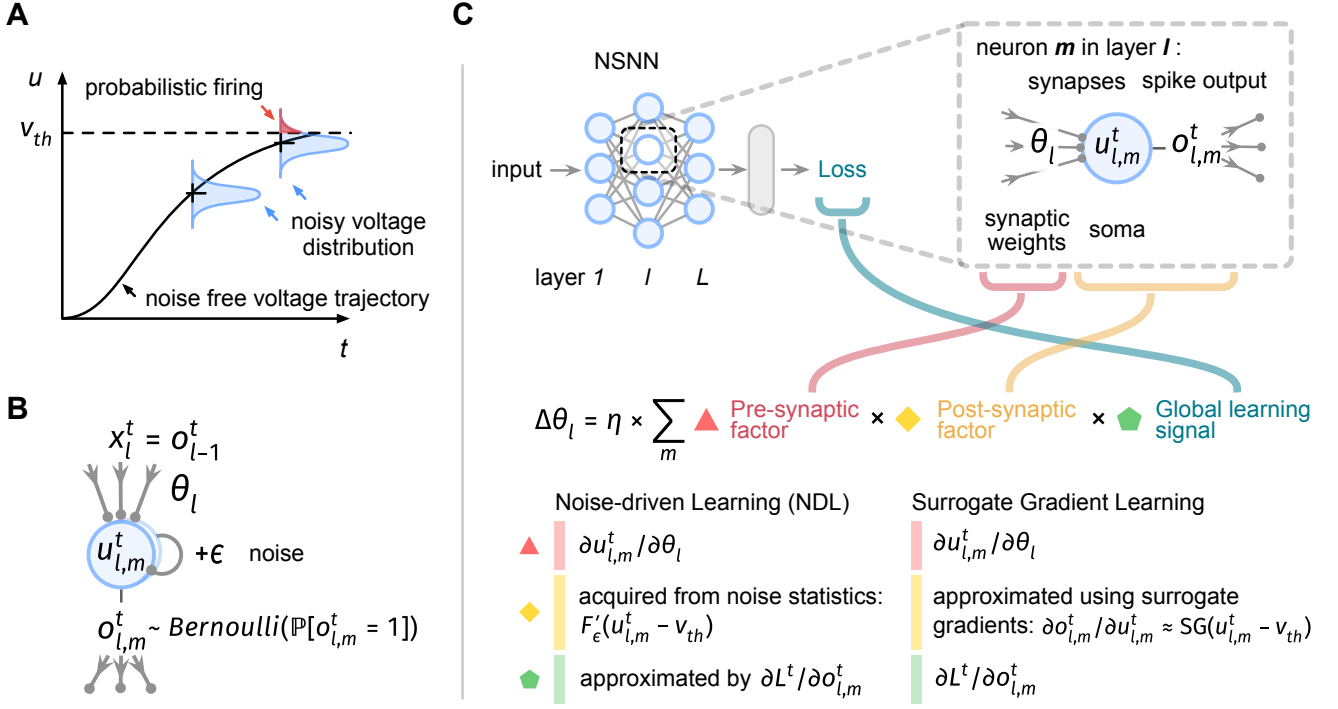 A
u
probabilistic firing
v_th
noisy voltage
distribution
noise free voltage trajectory
t
B
x_l^t = o_{l-1}^t
θ_l
u_{l,m}^t
+ϵ noise
o_{l,m}^t ~ Bernoulli(ℙ[o_{l,m}^t = 1])
C
NSNN
input
Loss
layer 1 l L
neuron m in layer l :
synapses spike output
θ_l u_{l,m}^t o_{l,m}^t
synaptic
weights
soma
Δθ_l = η × ∑_m
Pre-synaptic
factor
×
Post-synaptic
factor
×
Global learning
signal
Noise-driven Learning (NDL)
∂u_{l,m}^t/∂θ_l
acquired from noise statistics:
F_ϵ′(u_{l,m}^t − v_th)
approximated by ∂L^t/∂o_{l,m}^t
Surrogate Gradient Learning
∂u_{l,m}^t/∂θ_l
approximated using surrogate
gradients: ∂o_{l,m}^t/∂u_{l,m}^t ≈ SG(u_{l,m}^t − v_th)
∂L^t/∂o_{l,m}^t